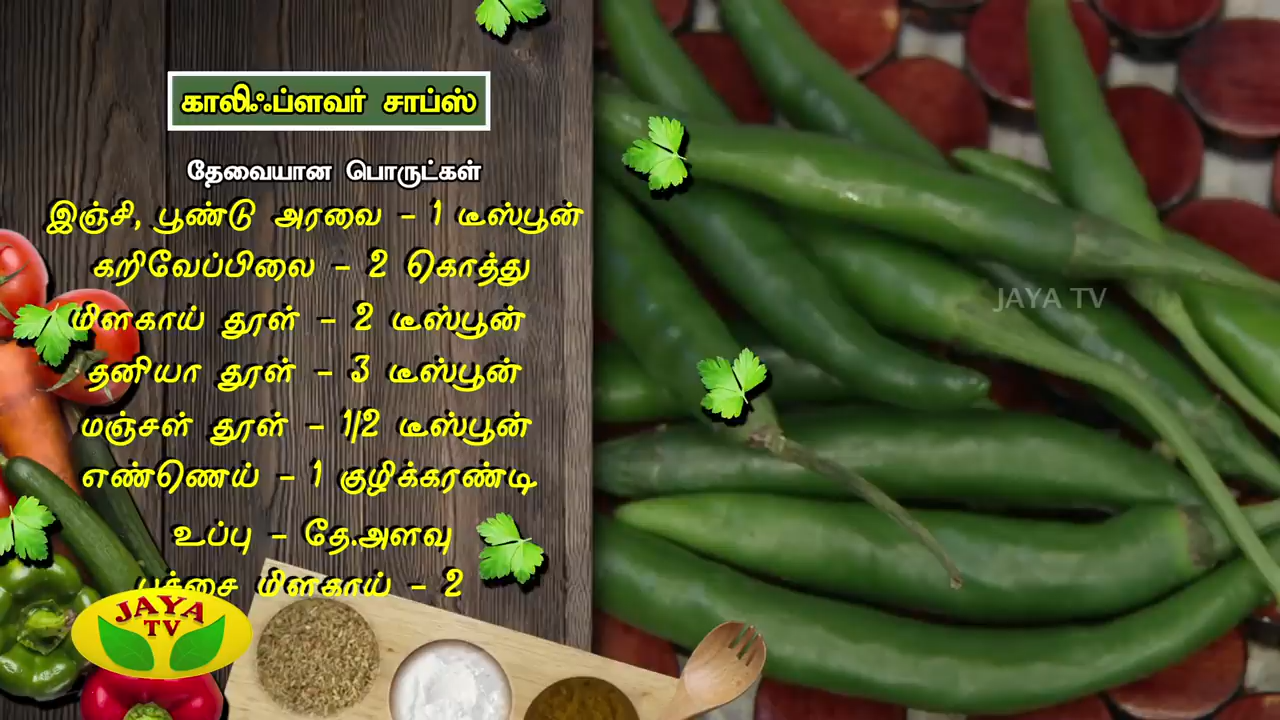 காலிஃப்ளவர் சாப்ஸ்
தேவையான பொருட்கள்
இஞ்சி, பூண்டு அரவை - 1 டீஸ்பூன்
கறிவேப்பிலை - 2 கொத்து
மிளகாய் தூள் - 2 டீஸ்பூன்
தனியா தூள் - 3 டீஸ்பூன்
மஞ்சள் தூள் - 1/2 டீஸ்பூன்
எண்ணெய் - 1 குழிக்கரண்டி
உப்பு - தே.அளவு
பச்சை மிளகாய் - 2
JAYA TV
JAYA TV